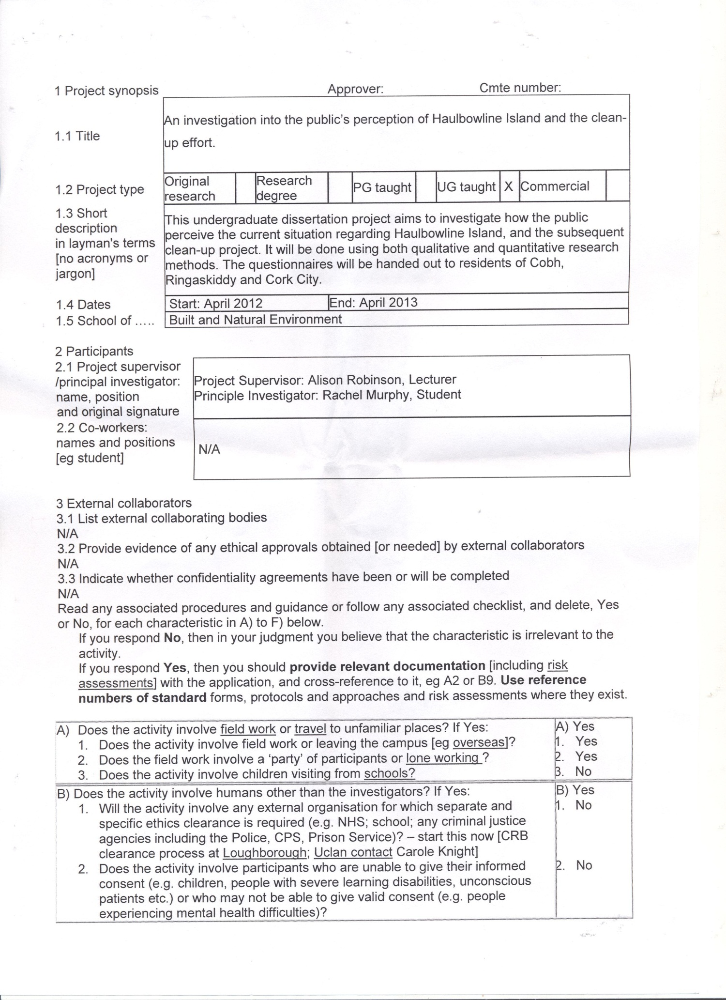 1 Project synopsis Approver: Cmte number:
1.1 Title
An investigation into the public's perception of Haulbowline Island and the clean-
up effort.
1.2 Project type
Original
research
Research
degree
PG taught
UG taught X Commercial
1.3 Short
description
in layman's terms
[no acronyms or
jargon]
This undergraduate dissertation project aims to investigate how the public
perceive the current situation regarding Haulbowline Island, and the subsequent
clean-up project. It will be done using both qualitative and quantitative research
methods. The questionnaires will be handed out to residents of Cobh,
Ringaskiddy and Cork City.
1.4 Dates Start: April 2012 End: April 2013
1.5 School of ..... Built and Natural Environment
2 Participants
2.1 Project supervisor
/principal investigator:
name, position
and original signature
Project Supervisor: Alison Robinson, Lecturer
Principle Investigator: Rachel Murphy, Student
2.2 Co-workers:
names and positions
[eg student]
N/A
3 External collaborators
3.1 List external collaborating bodies
N/A
3.2 Provide evidence of any ethical approvals obtained [or needed] by external collaborators
N/A
3.3 Indicate whether confidentiality agreements have been or will be completed
N/A
Read any associated procedures and guidance or follow any associated checklist, and delete, Yes
or No, for each characteristic in A) to F) below.
If you respond No, then in your judgment you believe that the characteristic is irrelevant to the
activity.
If you respond Yes, then you should provide relevant documentation [including risk
assessments] with the application, and cross-reference to it, eg A2 or B9. Use reference
numbers of standard forms, protocols and approaches and risk assessments where they exist.
A) Does the activity involve field work or travel to unfamiliar places? If Yes: A) Yes
1. Does the activity involve field work or leaving the campus [eg overseas]? 1. Yes
2. Does the field work involve a 'party' of participants or lone working ? 2. Yes
3. Does the activity involve children visiting from schools? 3. No
B) Does the activity involve humans other than the investigators? If Yes: B) Yes
1. Will the activity involve any external organisation for which separate and 1. No
specific ethics clearance is required (e.g. NHS; school; any criminal justice
agencies including the Police, CPS, Prison Service)? – start this now [CRB
clearance process at Loughborough; Uclan contact Carole Knight]
2. Does the activity involve participants who are unable to give their informed 2. No
consent (e.g. children, people with severe learning disabilities, unconscious
patients etc.) or who may not be able to give valid consent (e.g. people
experiencing mental health difficulties)?